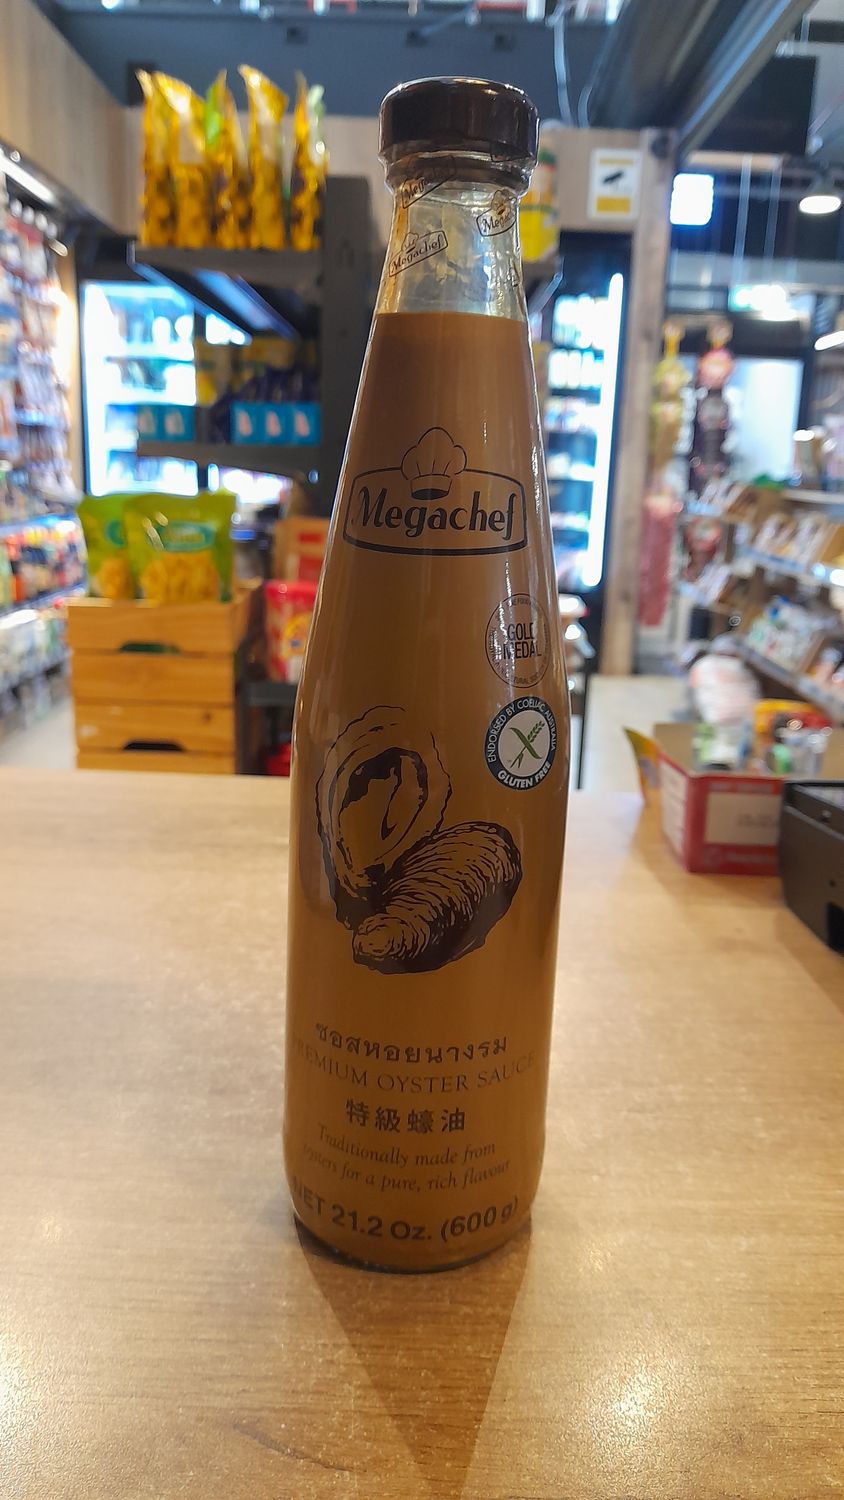 Megachef
Megachef
GOLD
MEDAL
ENDORSED BY COELIAC AUSTRALIA
GLUTEN FREE
ซอสหอยนางรม
PREMIUM OYSTER SAUCE
特級蠔油
Traditionally made from
oysters for a pure, rich flavour
NET 21.2 Oz. (600 g)